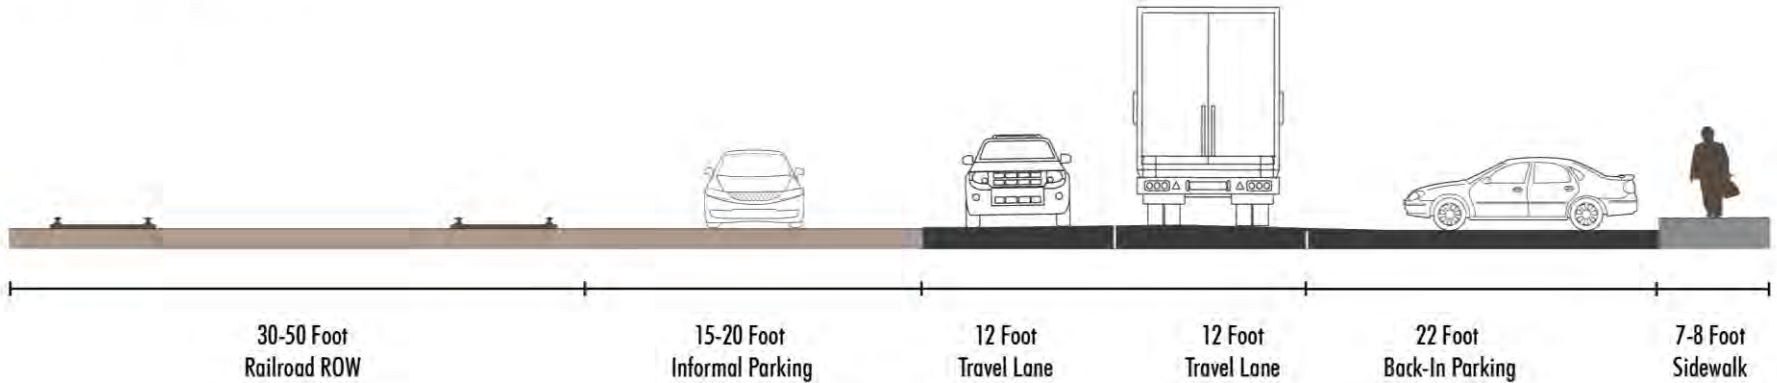 30-50 Foot
Railroad ROW
15-20 Foot
Informal Parking
12 Foot
Travel Lane
12 Foot
Travel Lane
22 Foot
Back-In Parking
7-8 Foot
Sidewalk